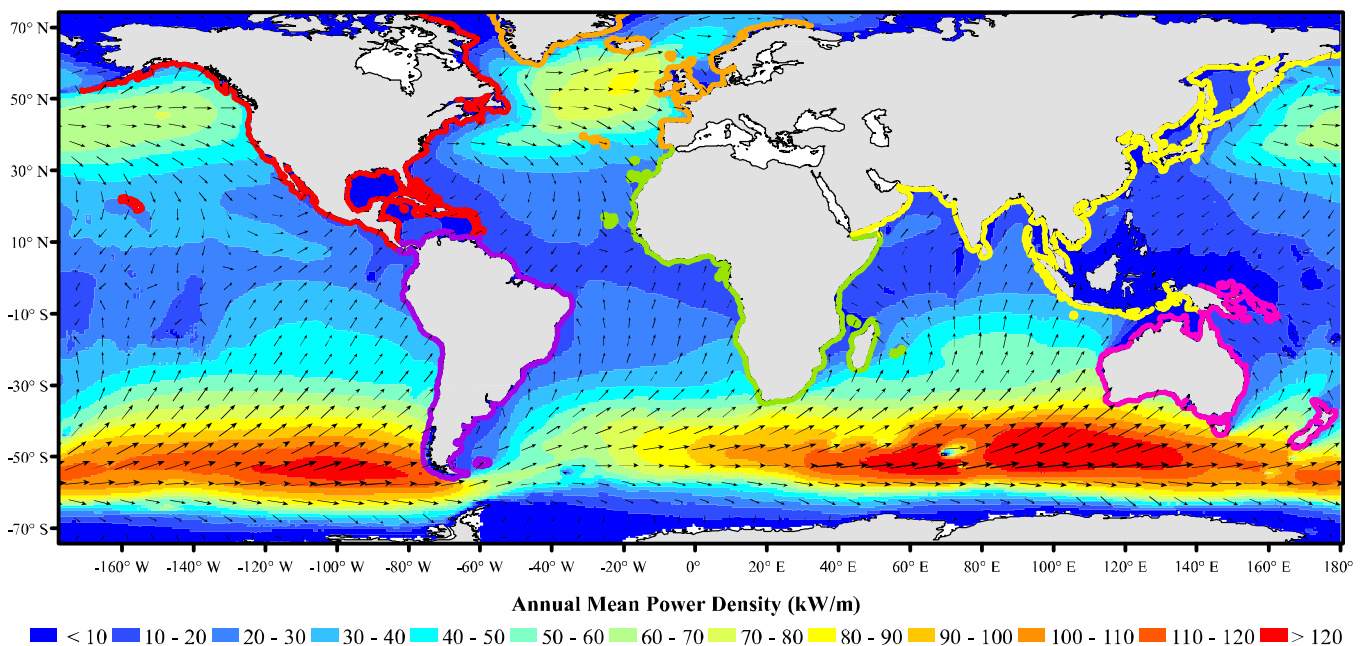 70° N
50° N
30° N
10° N
-10° S
-30° S
-50° S
-70° S
-160° W -140° W -120° W -100° W -80° W -60° W -40° W -20° W 0° 20° E 40° E 60° E 80° E 100° E 120° E 140° E 160° E 180°
Annual Mean Power Density (kW/m)
< 10 10 - 20 20 - 30 30 - 40 40 - 50 50 - 60 60 - 70 70 - 80 80 - 90 90 - 100 100 - 110 110 - 120 > 120